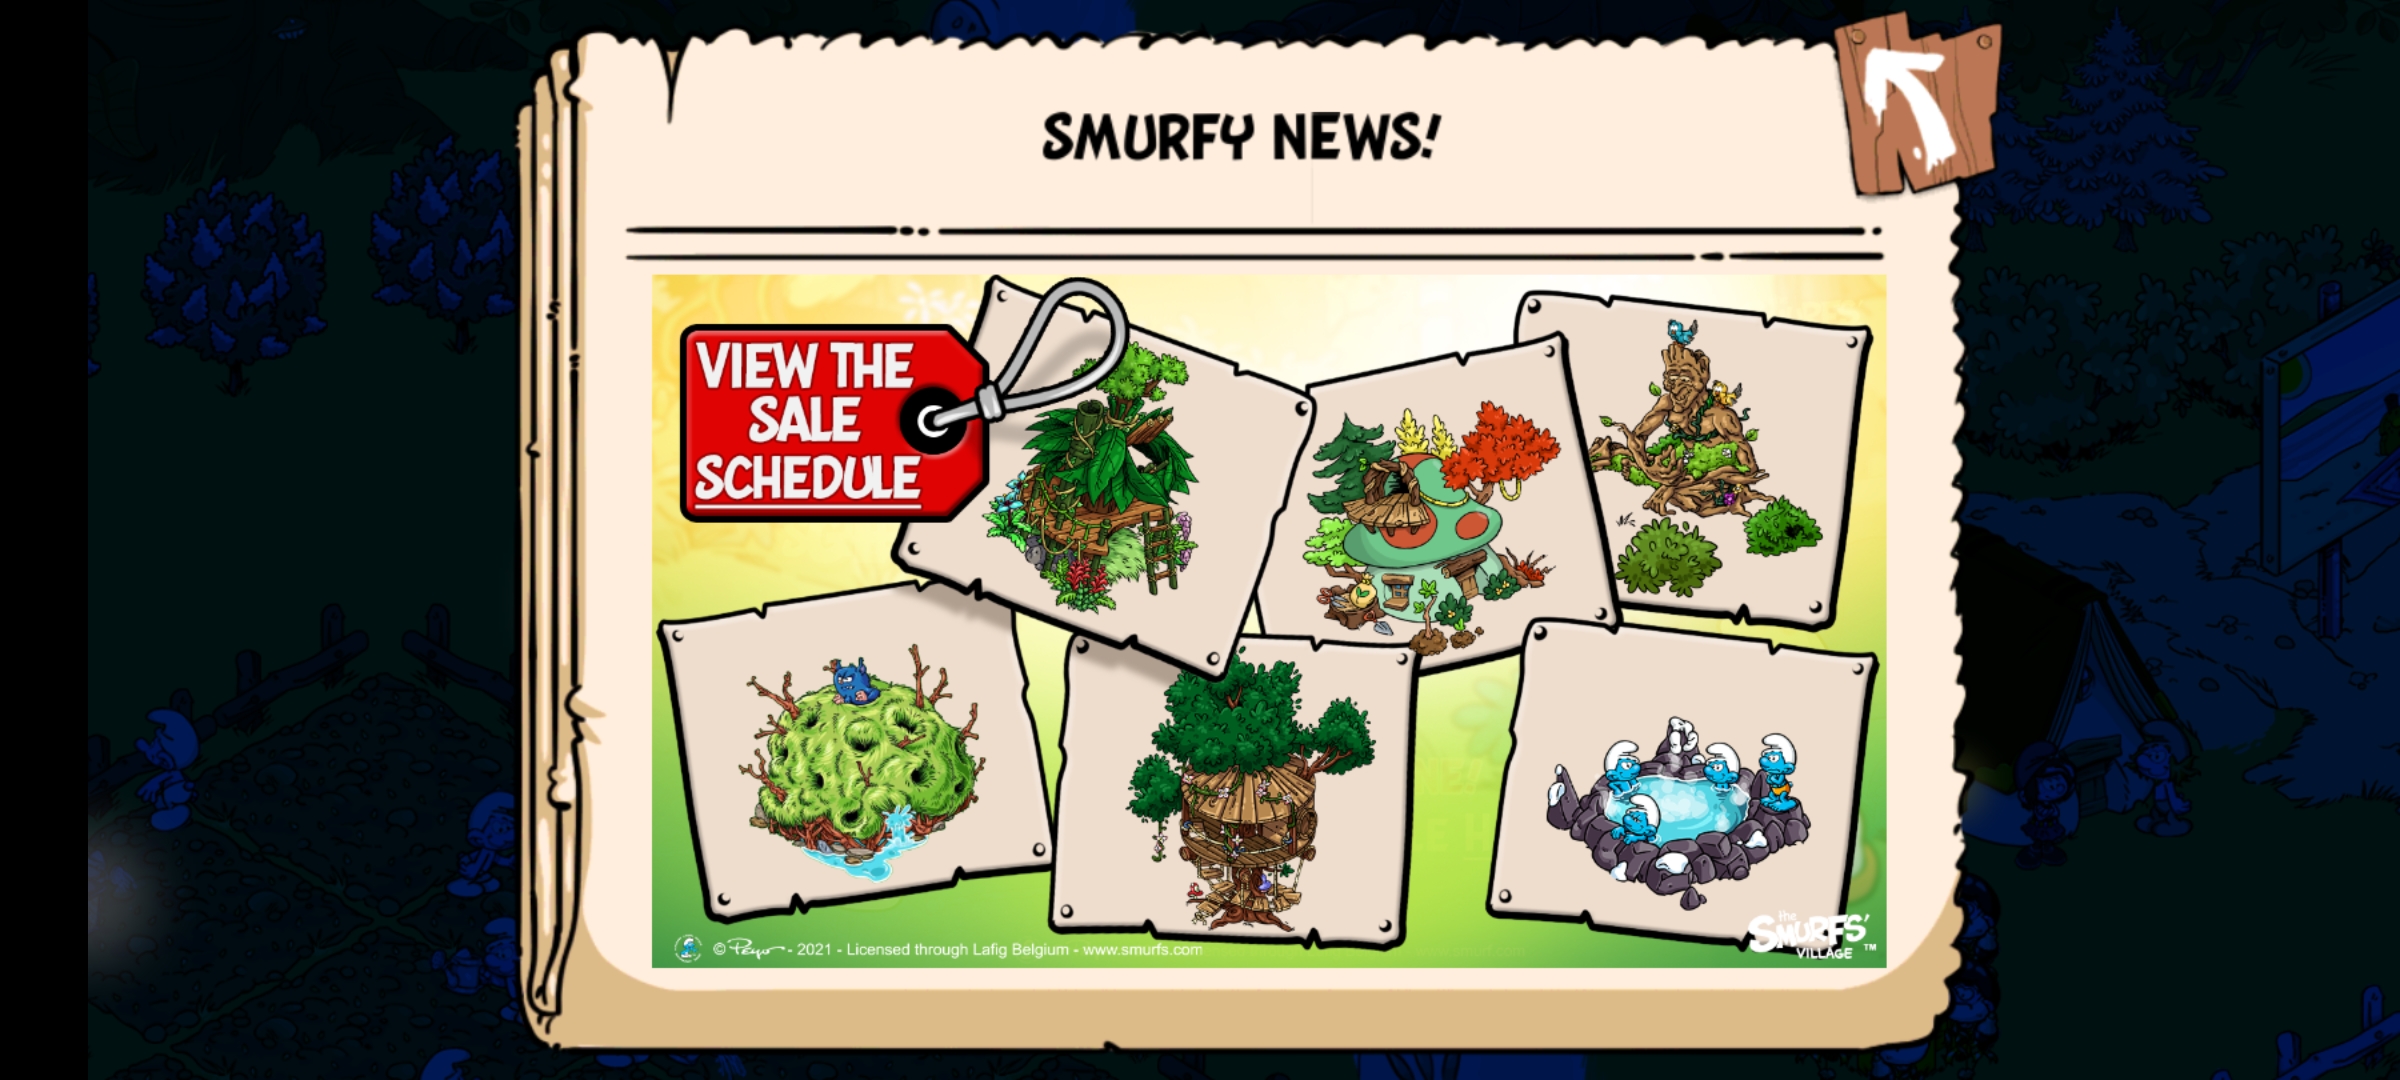 SMURFY NEWS!
VIEW THE
SALE
SCHEDULE
© Peyo - 2021 - Licensed through Lafig Belgium - www.smurfs.com
the
SMURFS'
VILLAGE ™